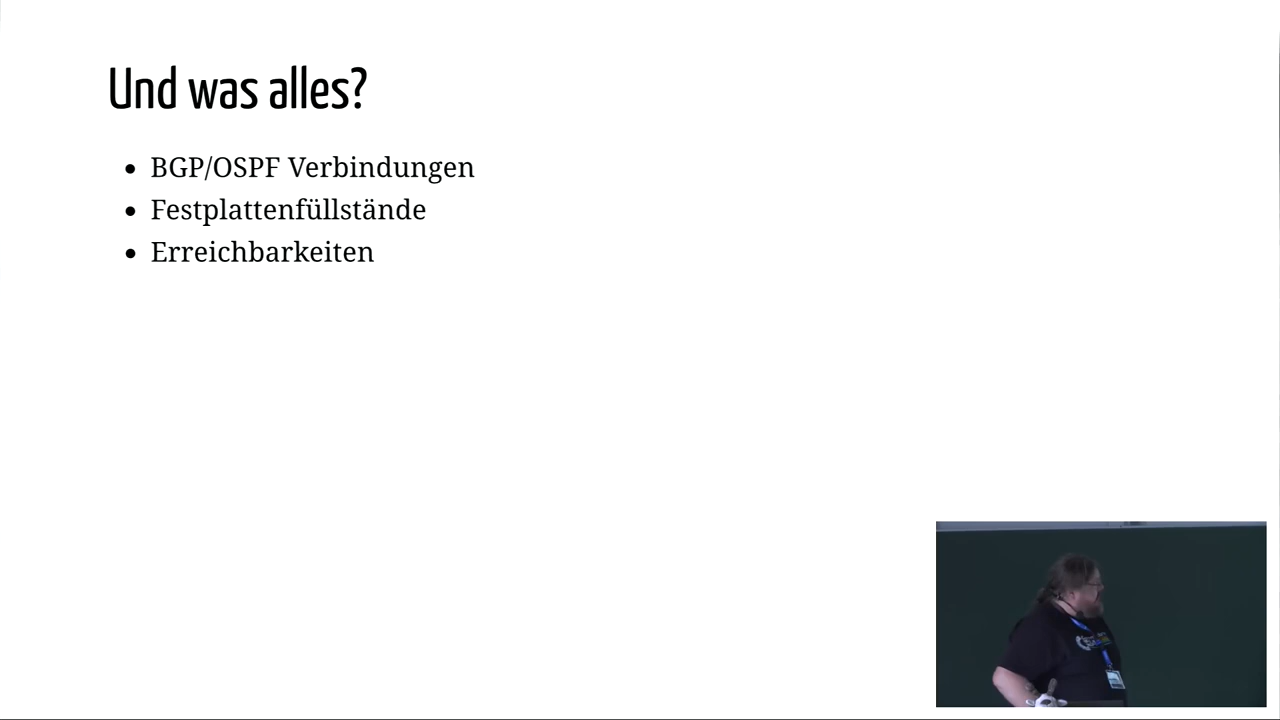 Und was alles?
BGP/OSPF Verbindungen
Festplattenfüllstände
Erreichbarkeiten